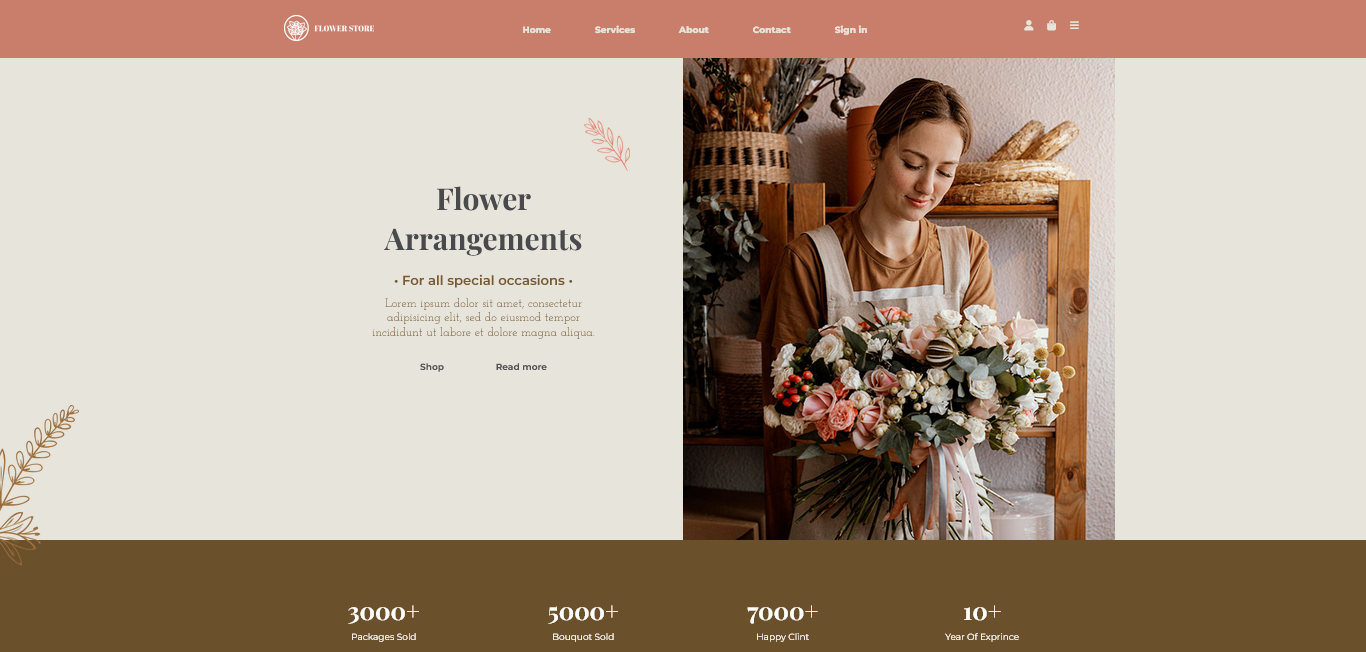 FLOWER STORE
Home
Services
About
Contact
Sign in
Flower
Arrangements
• For all special occasions •
Lorem ipsum dolor sit amet, consectetur
adipisicing elit, sed do eiusmod tempor
incididunt ut labore et dolore magna aliqua.
Shop
Read more
3000+
Packages Sold
5000+
Bouquot Sold
7000+
Happy Clint
10+
Year Of Exprince